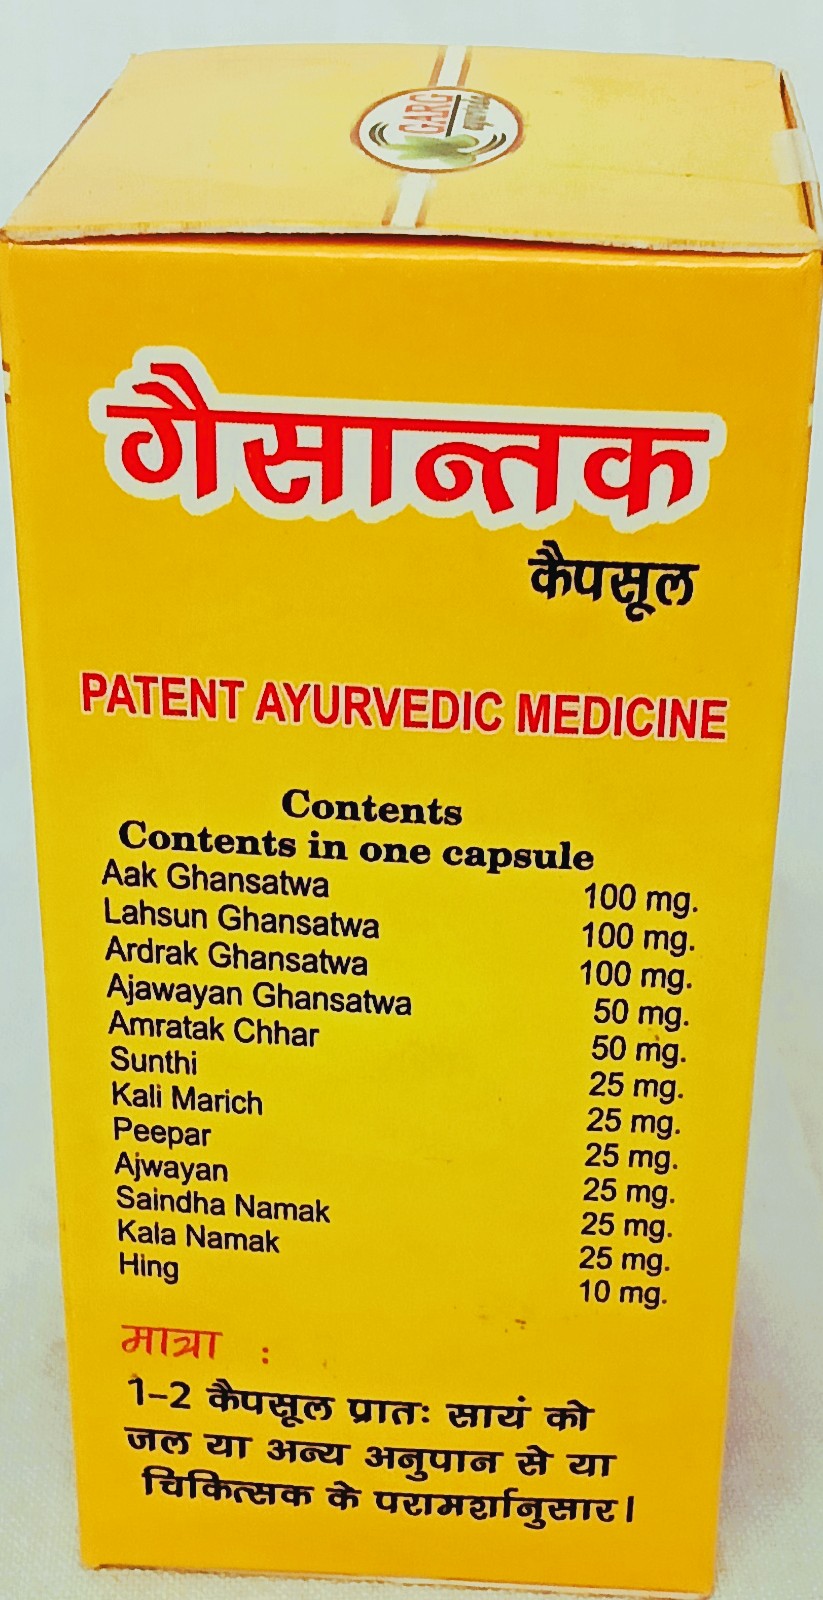 GARG
ayurveda
गैसान्तक
कैपसूल
PATENT AYURVEDIC MEDICINE
Contents
Contents in one capsule
Aak Ghansatwa 100 mg.
Lahsun Ghansatwa 100 mg.
Ardrak Ghansatwa 100 mg.
Ajawayan Ghansatwa 50 mg.
Amratak Chhar 50 mg.
Sunthi 25 mg.
Kali Marich 25 mg.
Peepar 25 mg.
Ajwayan 25 mg.
Saindha Namak 25 mg.
Kala Namak 25 mg.
Hing 10 mg.
मात्रा :
1-2 कैपसूल प्रातः सायं को
जल या अन्य अनुपान से या
चिकित्सक के परामर्शानुसार।